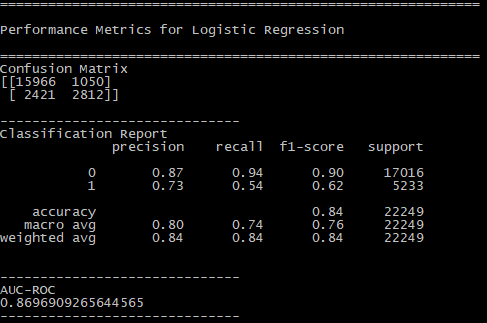 ================================================================
Performance Metrics for Logistic Regression
================================================================
Confusion Matrix
[[15966  1050]
 [ 2421  2812]]
--------------------------------
Classification Report
               precision    recall  f1-score   support

            0       0.87      0.94      0.90     17016
            1       0.73      0.54      0.62      5233

     accuracy                           0.84     22249
    macro avg       0.80      0.74      0.76     22249
 weighted avg       0.84      0.84      0.84     22249

--------------------------------
AUC-ROC
0.8696909265644565
--------------------------------